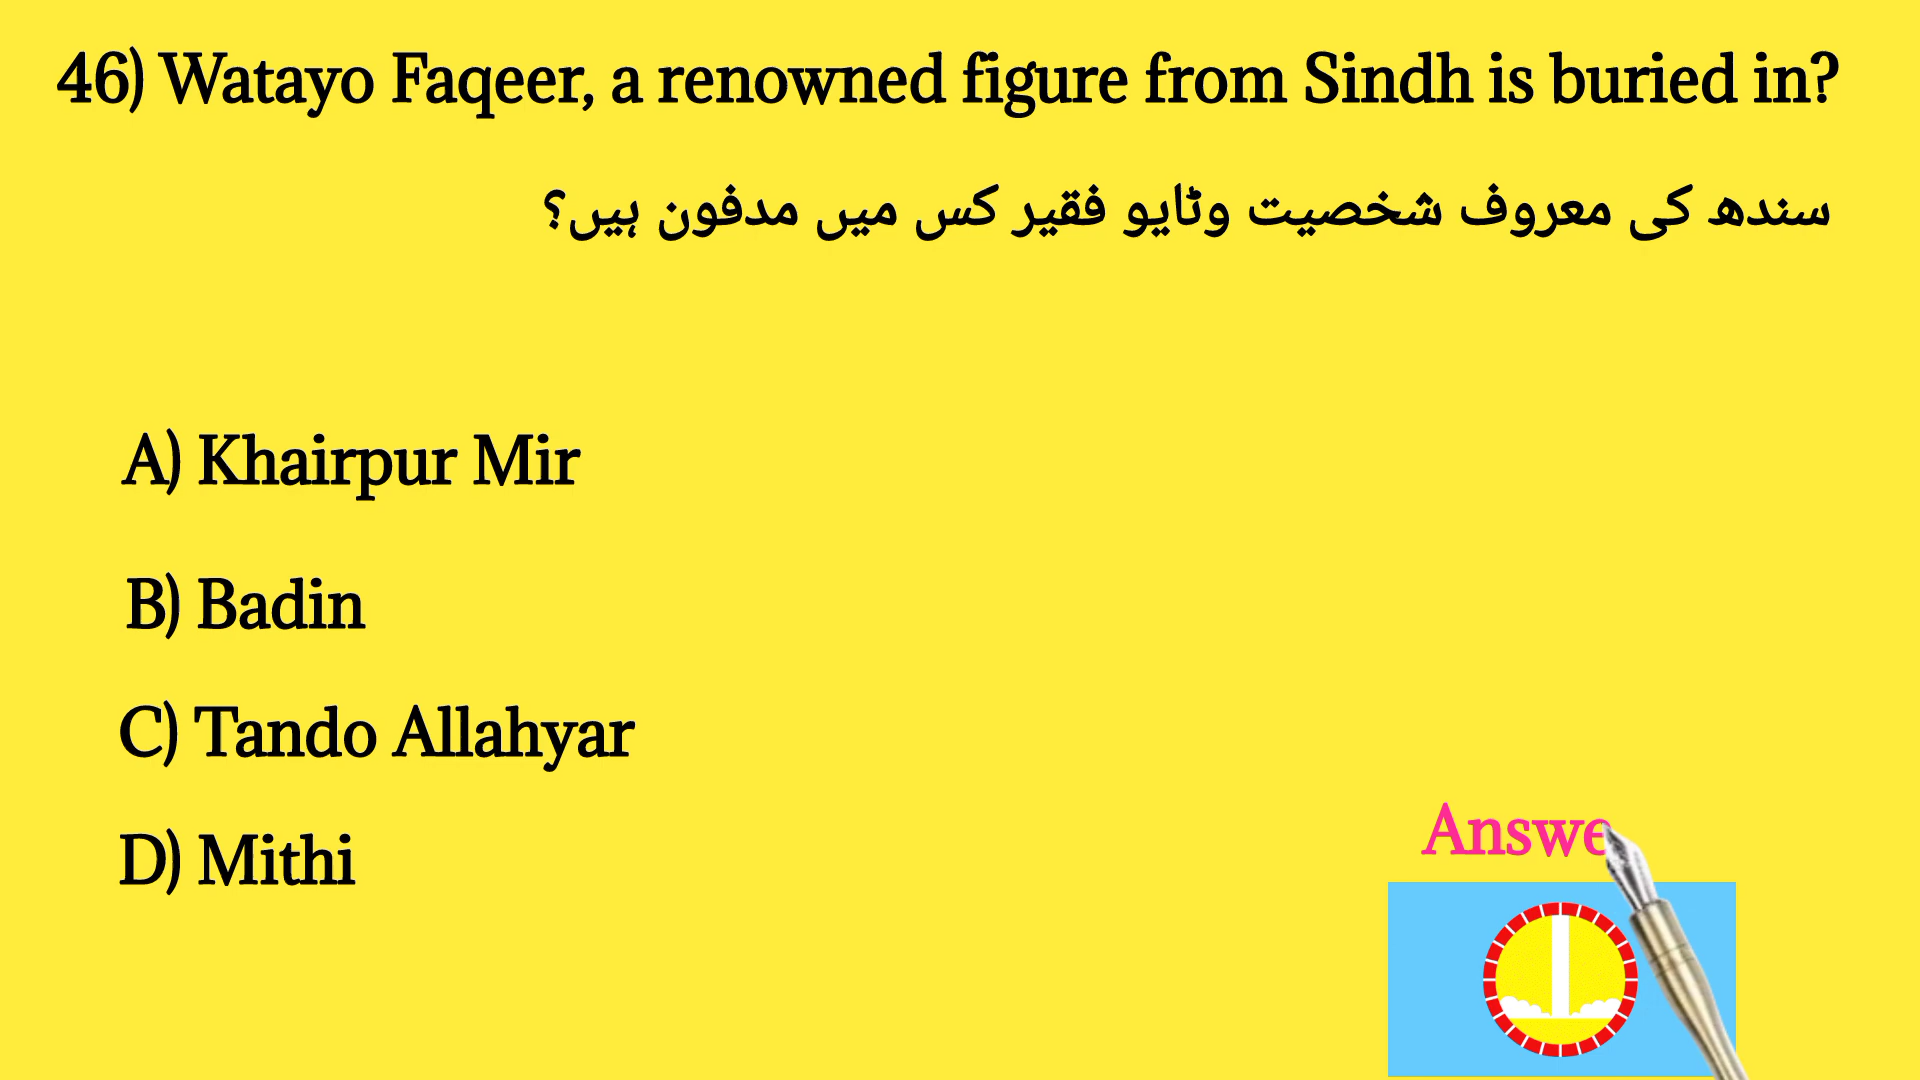 46) Watayo Faqeer, a renowned figure from Sindh is buried in?
سندھ کی معروف شخصیت وٹایو فقیر کس میں مدفون ہیں؟
A) Khairpur Mir
B) Badin
C) Tando Allahyar
D) Mithi
Answe